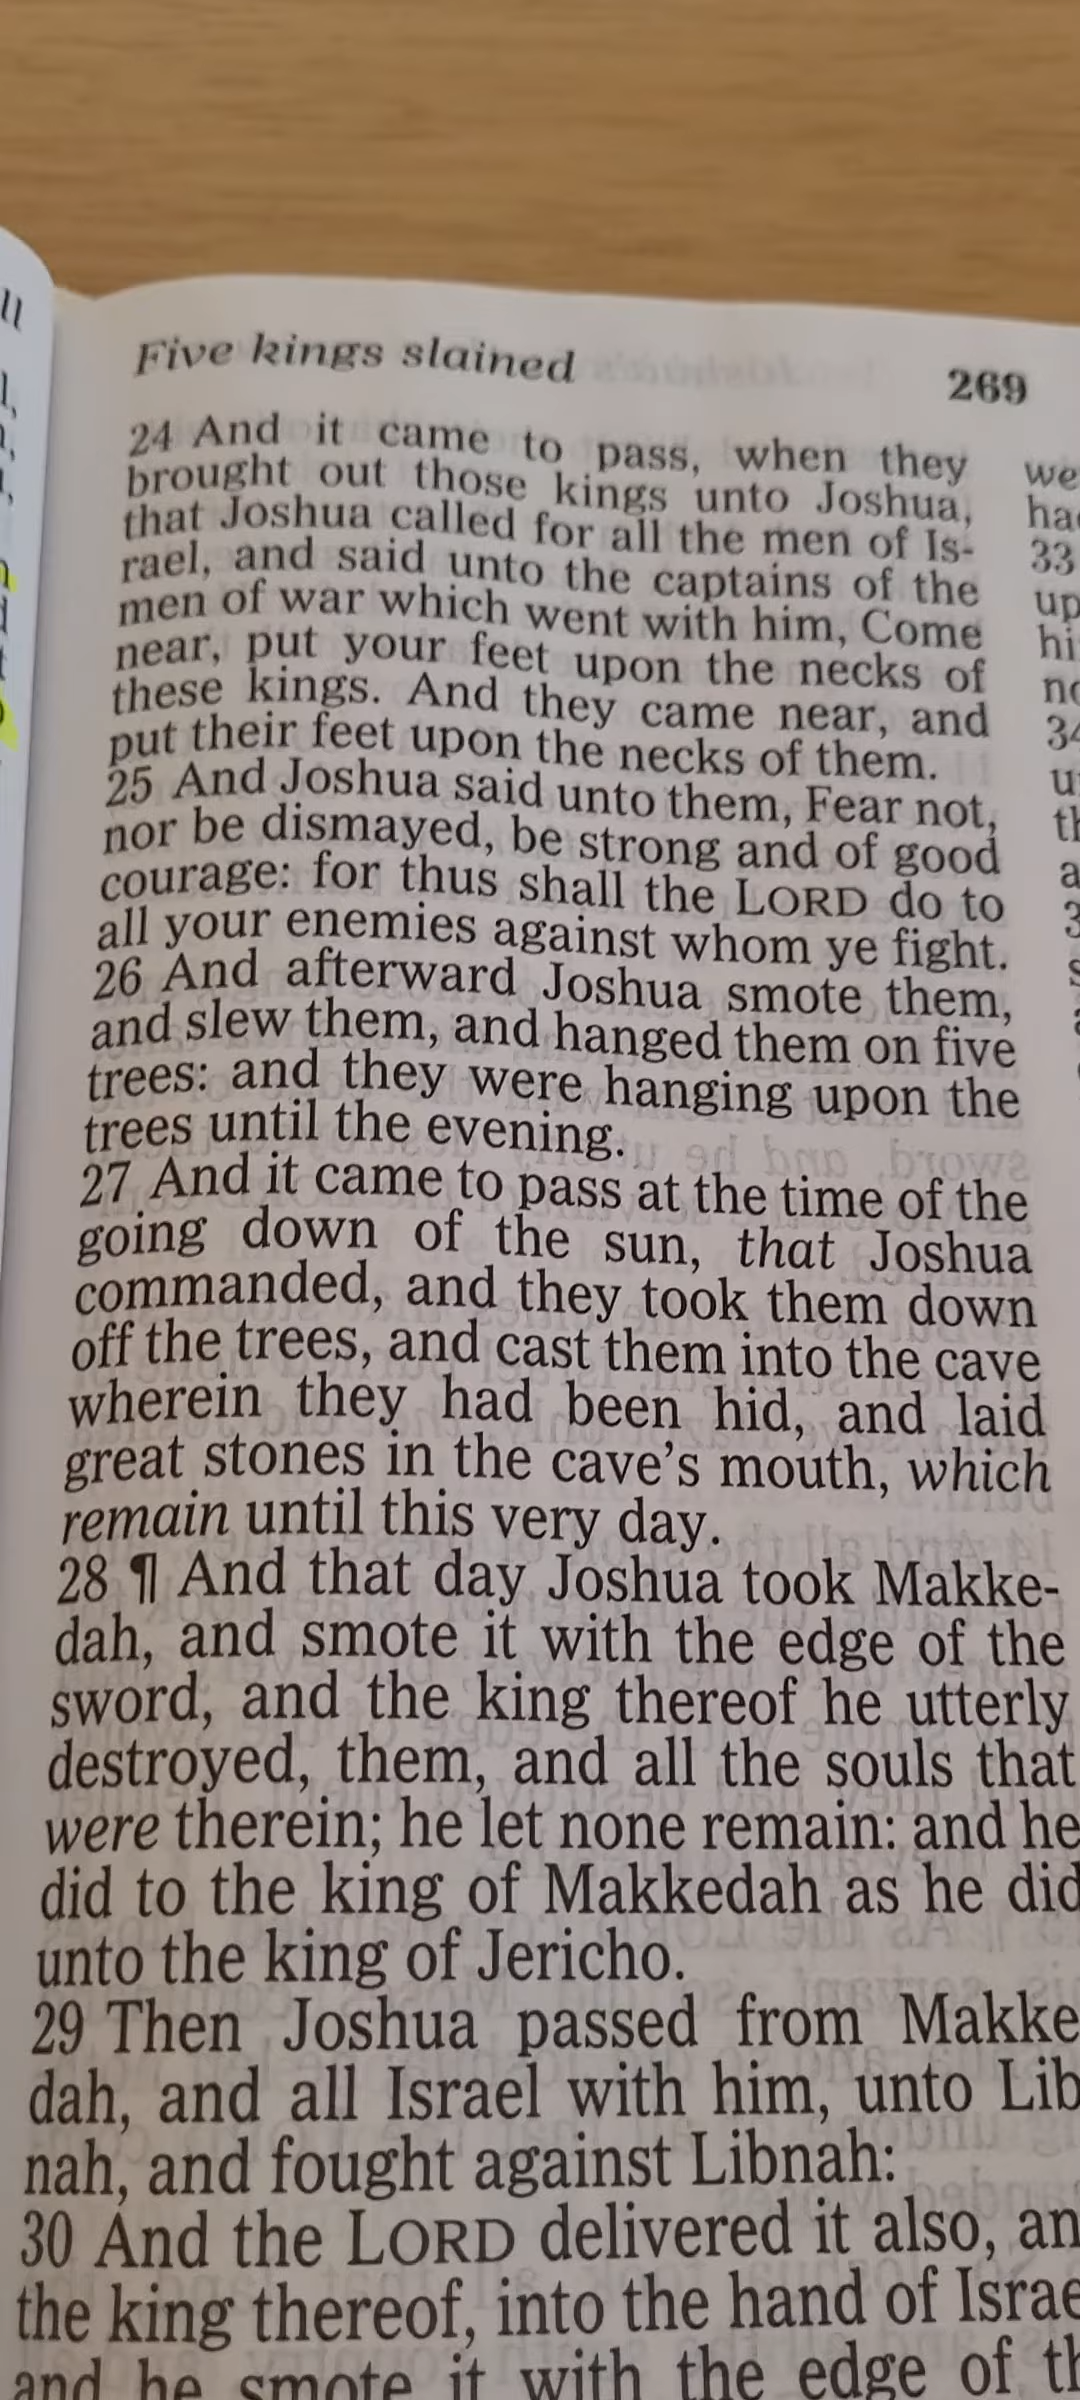 Five kings slained
269
24 And it came to pass, when they
brought out those kings unto Joshua,
that Joshua called for all the men of Is-
rael, and said unto the captains of the
men of war which went with him, Come
near, put your feet upon the necks of
these kings. And they came near, and
put their feet upon the necks of them.
25 And Joshua said unto them, Fear not,
nor be dismayed, be strong and of good
courage: for thus shall the LORD do to
all your enemies against whom ye fight.
26 And afterward Joshua smote them,
and slew them, and hanged them on five
trees: and they were hanging upon the
trees until the evening.
27 And it came to pass at the time of the
going down of the sun, that Joshua
commanded, and they took them down
off the trees, and cast them into the cave
wherein they had been hid, and laid
great stones in the cave's mouth, which
remain until this very day.
28 ¶ And that day Joshua took Makke-
dah, and smote it with the edge of the
sword, and the king thereof he utterly
destroyed, them, and all the souls that
were therein; he let none remain: and he
did to the king of Makkedah as he did
unto the king of Jericho.
29 Then Joshua passed from Makke
dah, and all Israel with him, unto Lib
nah, and fought against Libnah:
30 And the LORD delivered it also, an
the king thereof, into the hand of Israe
and he smote it with the edge of th
we
33
up
hi
34